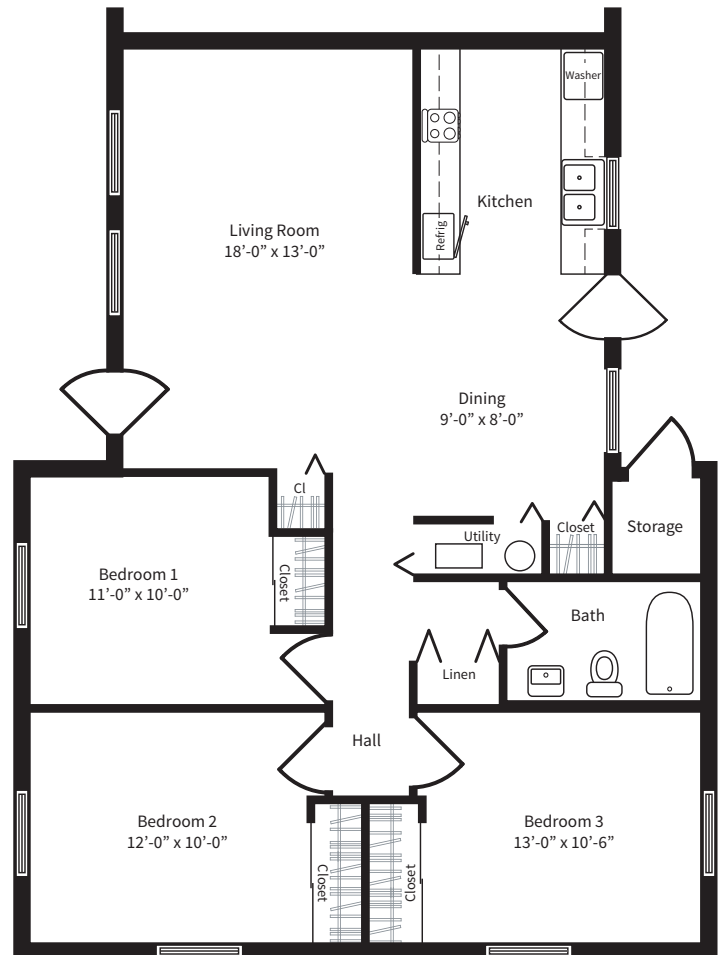 Washer
Kitchen
Refrig
Living Room
18’-0” x 13’-0”
Dining
9’-0” x 8’-0”
Cl
Closet
Storage
Utility
Closet
Bedroom 1
11’-0” x 10’-0”
Bath
Linen
Hall
Bedroom 2
12’-0” x 10’-0”
Bedroom 3
13’-0” x 10’-6”
Closet
Closet